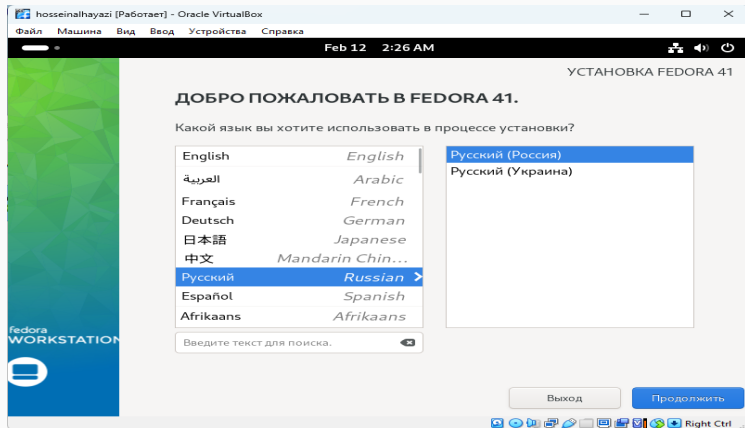 hosseinalhayazi [Работает] - Oracle VirtualBox
Файл Машина Вид Ввод Устройства Справка
Feb 12 2:26 AM
УСТАНОВКА FEDORA 41
ДОБРО ПОЖАЛОВАТЬ В FEDORA 41.
Какой язык вы хотите использовать в процессе установки?
English English
العربية Arabic
Français French
Deutsch German
日本語 Japanese
中文 Mandarin Chin...
Русский Russian
Español Spanish
Afrikaans Afrikaans
Русский (Россия)
Русский (Украина)
Введите текст для поиска.
fedora
WORKSTATION
Выход
Продолжить
Right Ctrl